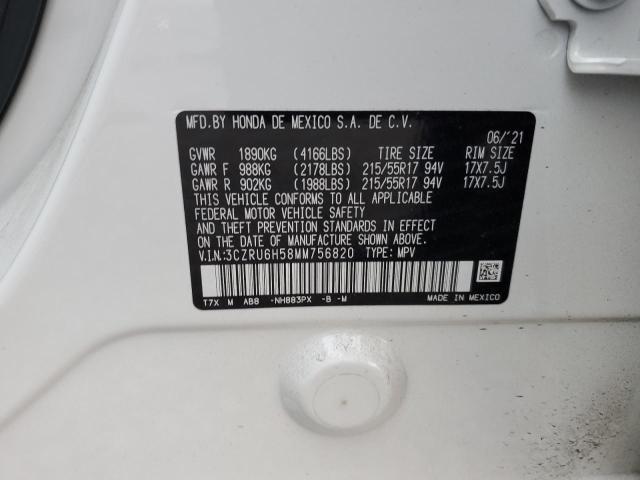 MFD.BY HONDA DE MEXICO S.A. DE C.V.
06/'21
GVWR 1890KG (4166LBS) TIRE SIZE RIM SIZE
GAWR F 988KG (2178LBS) 215/55R17 94V 17X7.5J
GAWR R 902KG (1988LBS) 215/55R17 94V 17X7.5J
THIS VEHICLE CONFORMS TO ALL APPLICABLE
FEDERAL MOTOR VEHICLE SAFETY
AND THEFT PREVENTION STANDARDS IN EFFECT
ON THE DATE OF MANUFACTURE SHOWN ABOVE.
V.I.N:3CZRU6H58MM756820 TYPE: MPV
T7X M AB8 -NH883PX -B -M MADE IN MEXICO